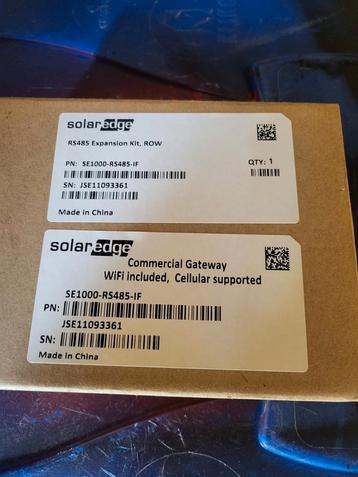 solaredge
RS485 Expansion Kit, ROW
PN: SE1000-RS485-IF QTY: 1
SN: JSE11093361
Made in China
solaredge
Commercial Gateway
WiFi included, Cellular supported
SE1000-RS485-IF
PN:
JSE11093361
SN:
Made in China